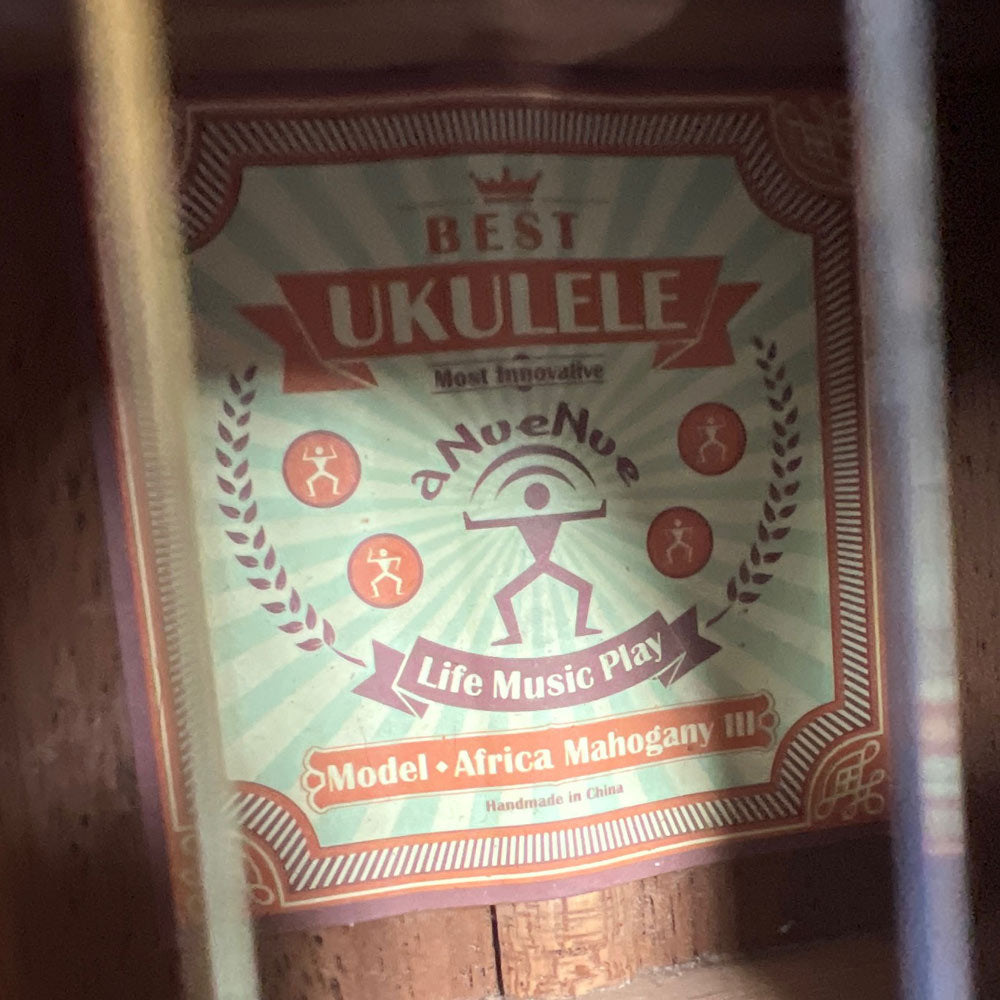 BEST
UKULELE
Most Innovative
aNueNue
Life Music Play
Model • Africa Mahogany III
Handmade in China